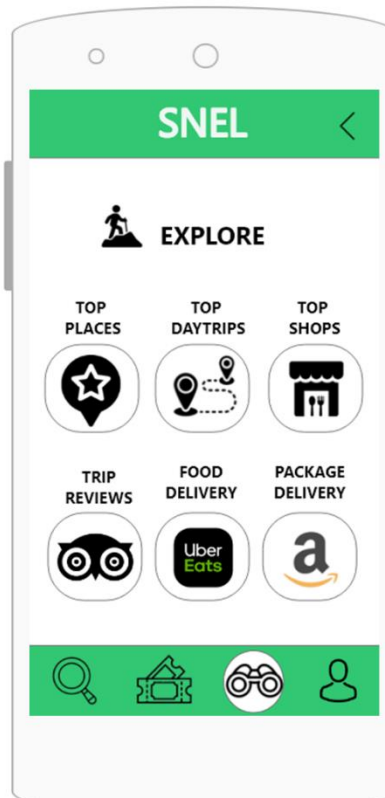 SNEL
EXPLORE
TOP
PLACES
TOP
DAYTRIPS
TOP
SHOPS
TRIP
REVIEWS
FOOD
DELIVERY
PACKAGE
DELIVERY
Uber
Eats
a